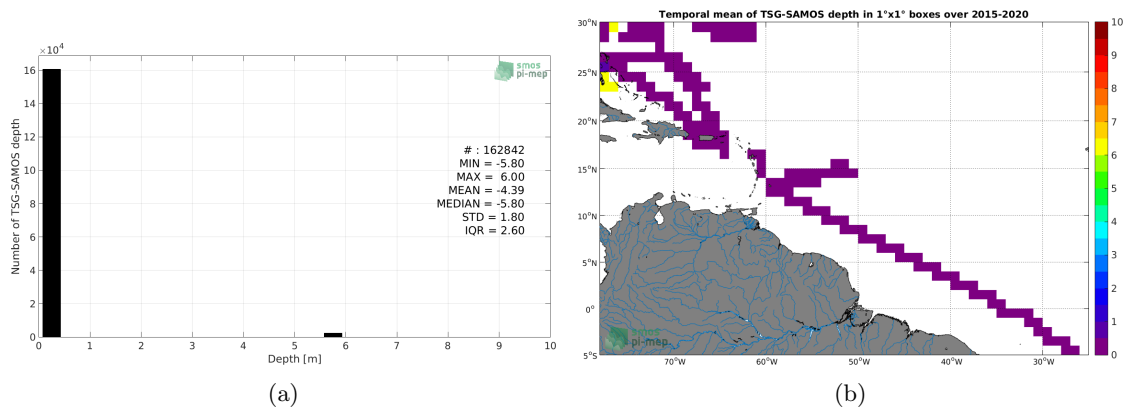 ×10⁴
16
14
12
10
8
6
4
2
0
Number of TSG-SAMOS depth
smos
pi-mep
# : 162842
MIN = -5.80
MAX = 6.00
MEAN = -4.39
MEDIAN = -5.80
STD = 1.80
IQR = 2.60
0 1 2 3 4 5 6 7 8 9 10
Depth [m]
(a)
Temporal mean of TSG-SAMOS depth in 1°x1° boxes over 2015-2020
30°N
25°N
20°N
15°N
10°N
5°N
0°
5°S
smos
pi-mep
70°W 60°W 50°W 40°W 30°W
10
9
8
7
6
5
4
3
2
1
0
(b)